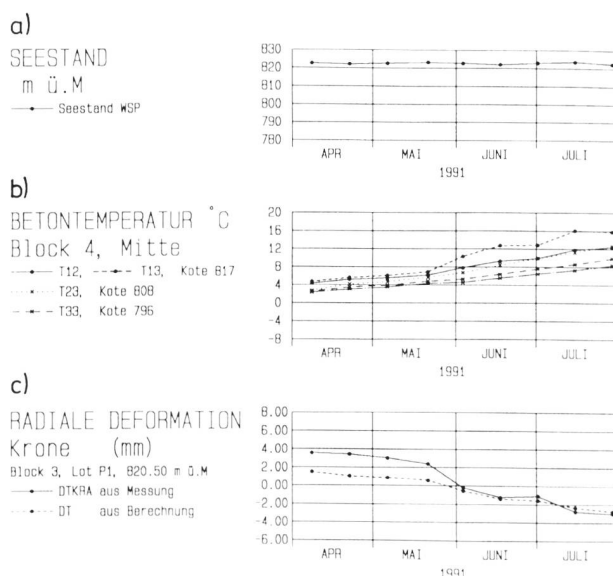 a)
SEESTAND
m ü.M
Seestand WSP
830
820
810
800
790
780
APR MAI JUNI JULI
1991
b)
BETONTEMPERATUR °C
Block 4, Mitte
T12, T13, Kote 817
T23, Kote 808
T33, Kote 796
20
16
12
8
4
0
-4
-8
APR MAI JUNI JULI
1991
c)
RADIALE DEFORMATION
Krone (mm)
Block 3, Lot P1, 820.50 m ü.M
DTKRA aus Messung
DT aus Berechnung
8.00
6.00
4.00
2.00
0.00
-2.00
-4.00
-6.00
APR MAI JUNI JULI
1991